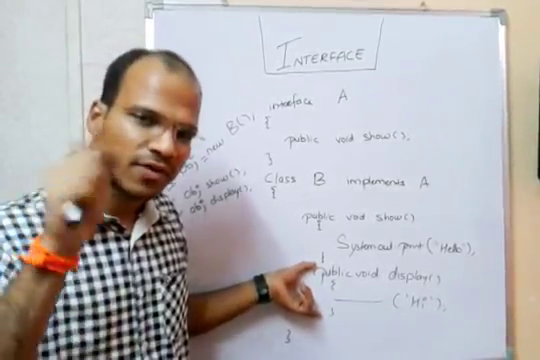 INTERFACE
interface A
{
public void show();
}
Class B implements A
{
public void show()
{
System.out.print("Hello");
}
public void display()
{
("Hi");
}
}
obj = new B();
obj show();
obj display();